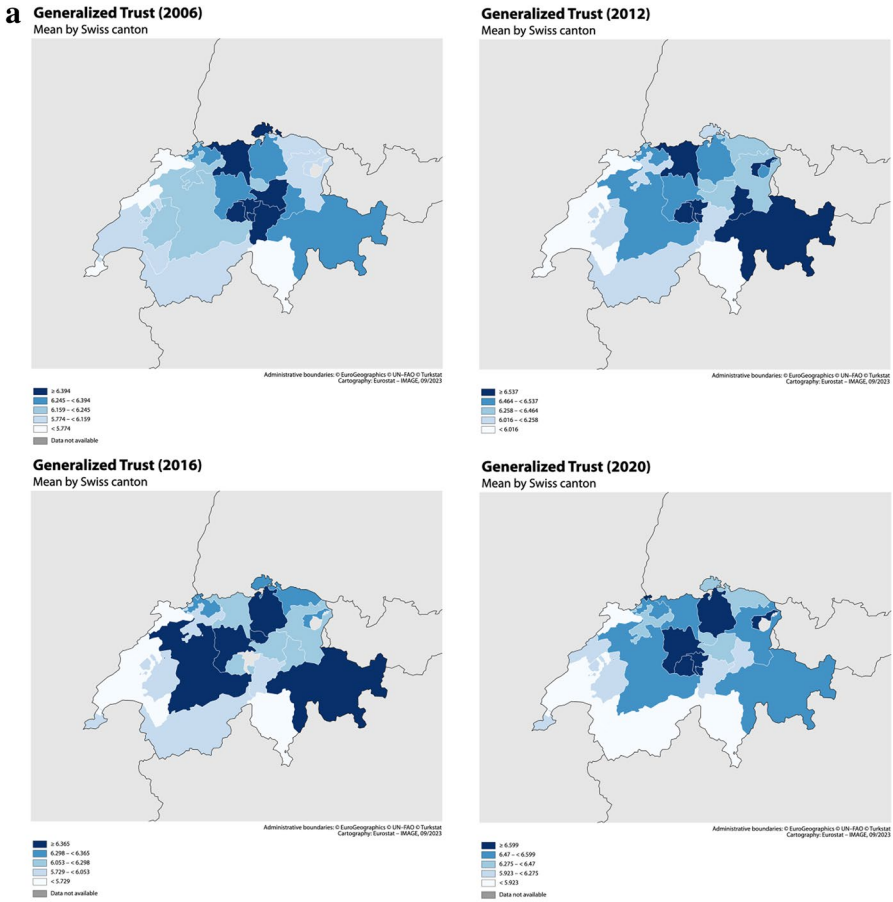 a
Generalized Trust (2006)
Mean by Swiss canton
Administrative boundaries: © EuroGeographics © UN–FAO © Turkstat
Cartography: Eurostat – IMAGE, 09/2023
≥ 6.394
6.245 – < 6.394
6.159 – < 6.245
5.774 – < 6.159
< 5.774
Data not available
Generalized Trust (2012)
Mean by Swiss canton
Administrative boundaries: © EuroGeographics © UN–FAO © Turkstat
Cartography: Eurostat – IMAGE, 09/2023
≥ 6.537
6.464 – < 6.537
6.258 – < 6.464
6.016 – < 6.258
< 6.016
Generalized Trust (2016)
Mean by Swiss canton
Administrative boundaries: © EuroGeographics © UN–FAO © Turkstat
Cartography: Eurostat – IMAGE, 09/2023
≥ 6.365
6.298 – < 6.365
6.053 – < 6.298
5.729 – < 6.053
< 5.729
Data not available
Generalized Trust (2020)
Mean by Swiss canton
Administrative boundaries: © EuroGeographics © UN–FAO © Turkstat
Cartography: Eurostat – IMAGE, 09/2023
≥ 6.599
6.47 – < 6.599
6.275 – < 6.47
5.923 – < 6.275
< 5.923
Data not available